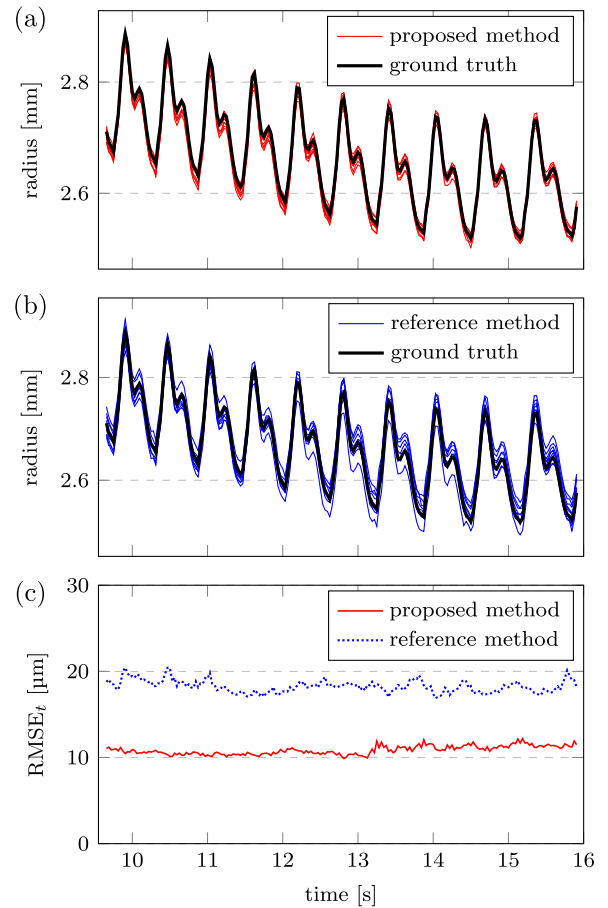 (a)
radius [mm]
2.8
2.6
proposed method
ground truth
(b)
radius [mm]
2.8
2.6
reference method
ground truth
(c)
RMSEₜ [µm]
30
20
10
0
proposed method
reference method
10 11 12 13 14 15 16
time [s]